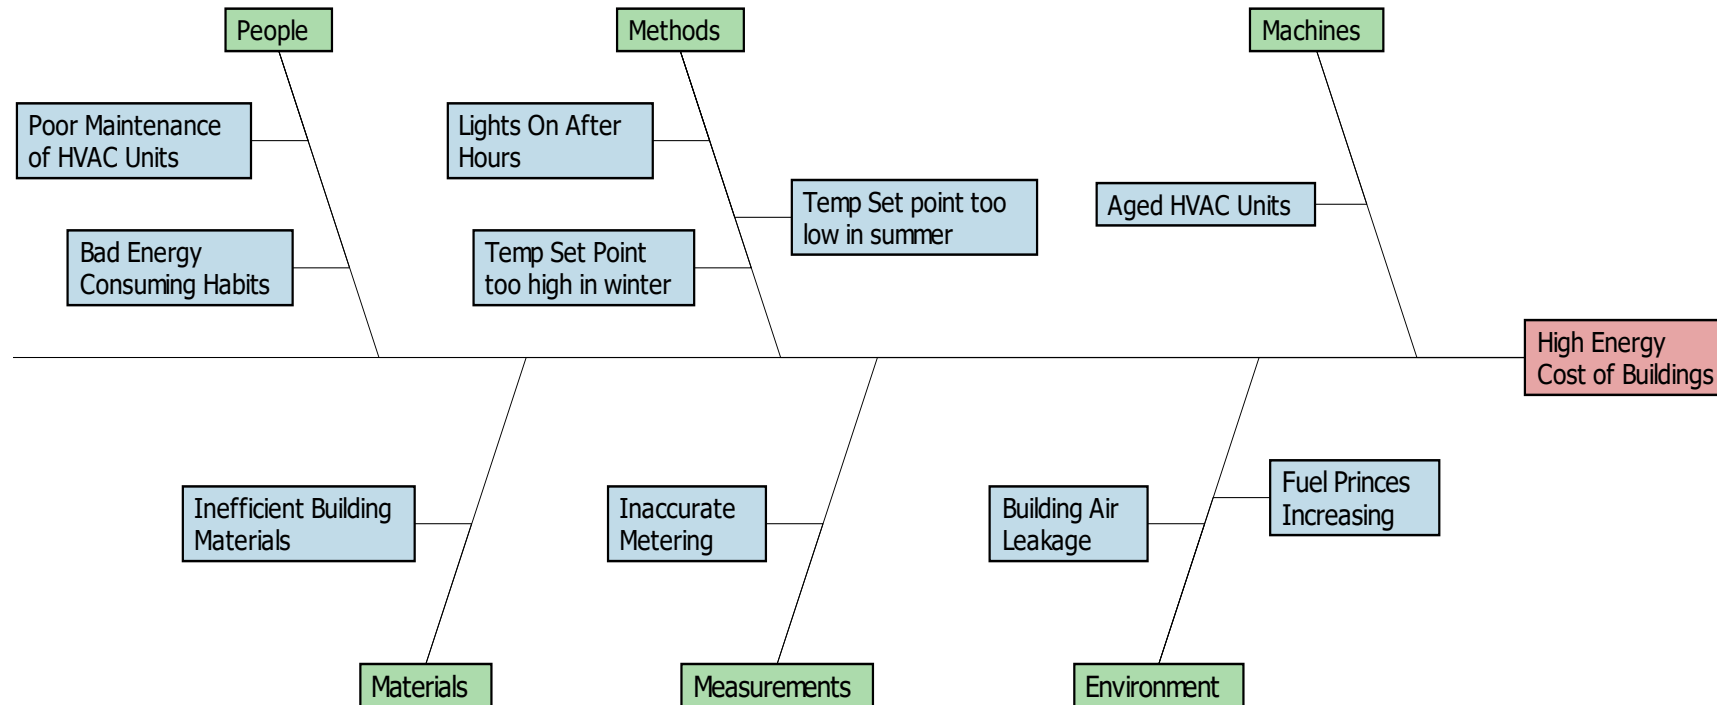 People
Methods
Machines
Poor Maintenance
of HVAC Units
Lights On After
Hours
Temp Set point too
low in summer
Aged HVAC Units
Bad Energy
Consuming Habits
Temp Set Point
too high in winter
High Energy
Cost of Buildings
Inefficient Building
Materials
Inaccurate
Metering
Building Air
Leakage
Fuel Princes
Increasing
Materials
Measurements
Environment